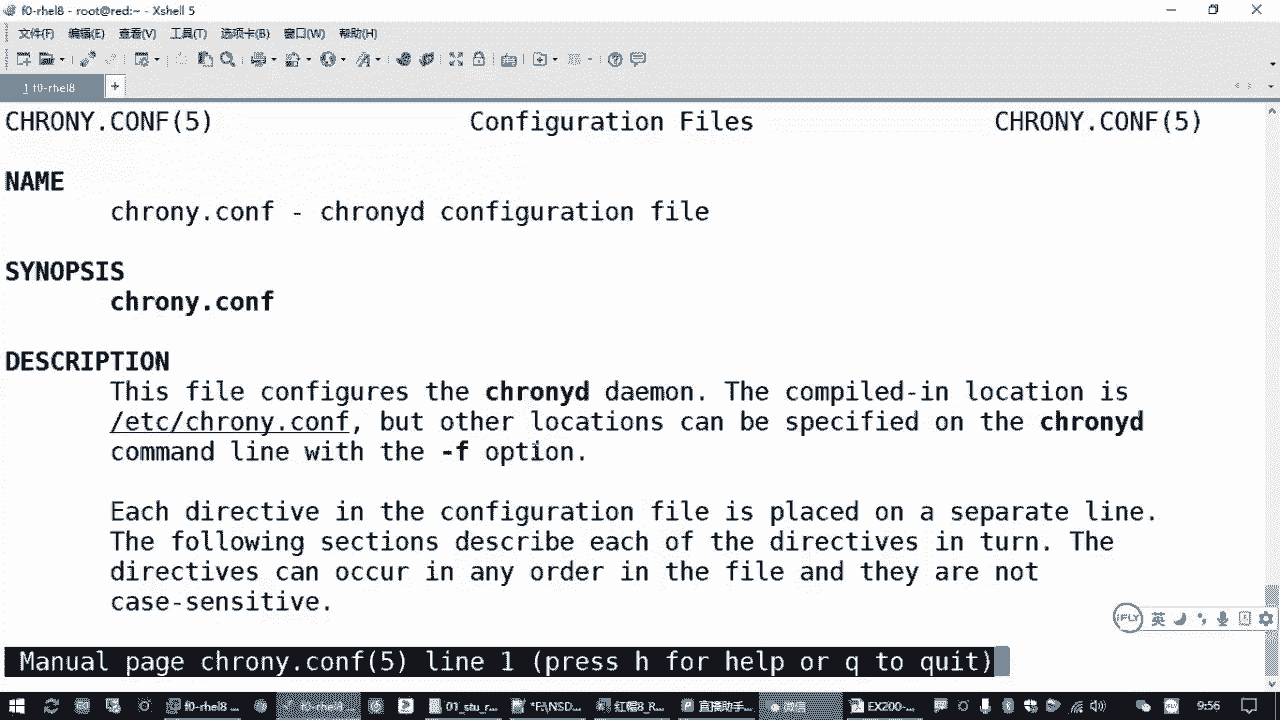 f0-rhel8 - root@red:~ - Xshell 5
文件(F) 编辑(E) 查看(V) 工具(T) 选项卡(B) 窗口(W) 帮助(H)
1 f0-rhel8
CHRONY.CONF(5) Configuration Files CHRONY.CONF(5)
NAME
chrony.conf - chronyd configuration file
SYNOPSIS
chrony.conf
DESCRIPTION
This file configures the chronyd daemon. The compiled-in location is
/etc/chrony.conf, but other locations can be specified on the chronyd
command line with the -f option.
Each directive in the configuration file is placed on a separate line.
The following sections describe each of the directives in turn. The
directives can occur in any order in the file and they are not
case-sensitive.
iFLY 英
Manual page chrony.conf(5) line 1 (press h for help or q to quit)
f0-rhel8 ... f0-rhel8... 01_stu_r... *F\NSD... 红帽8_R... 直播助手... 微信 EX200-... 9:56